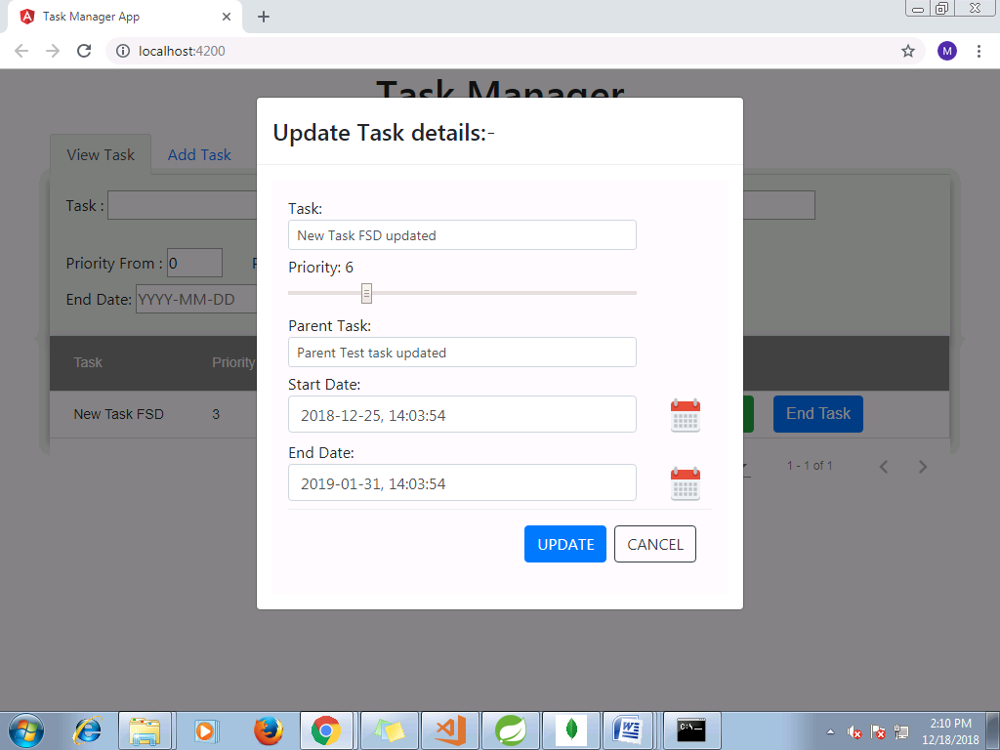 Task Manager App
localhost:4200
M
Task Manager
View Task
Add Task
Task :
Priority From : 0
End Date: YYYY-MM-DD
Task Priority
New Task FSD 3
End Task
1 - 1 of 1
Update Task details:-
Task:
New Task FSD updated
Priority: 6
Parent Task:
Parent Test task updated
Start Date:
2018-12-25, 14:03:54
End Date:
2019-01-31, 14:03:54
UPDATE
CANCEL
C:\_
2:10 PM
12/18/2018